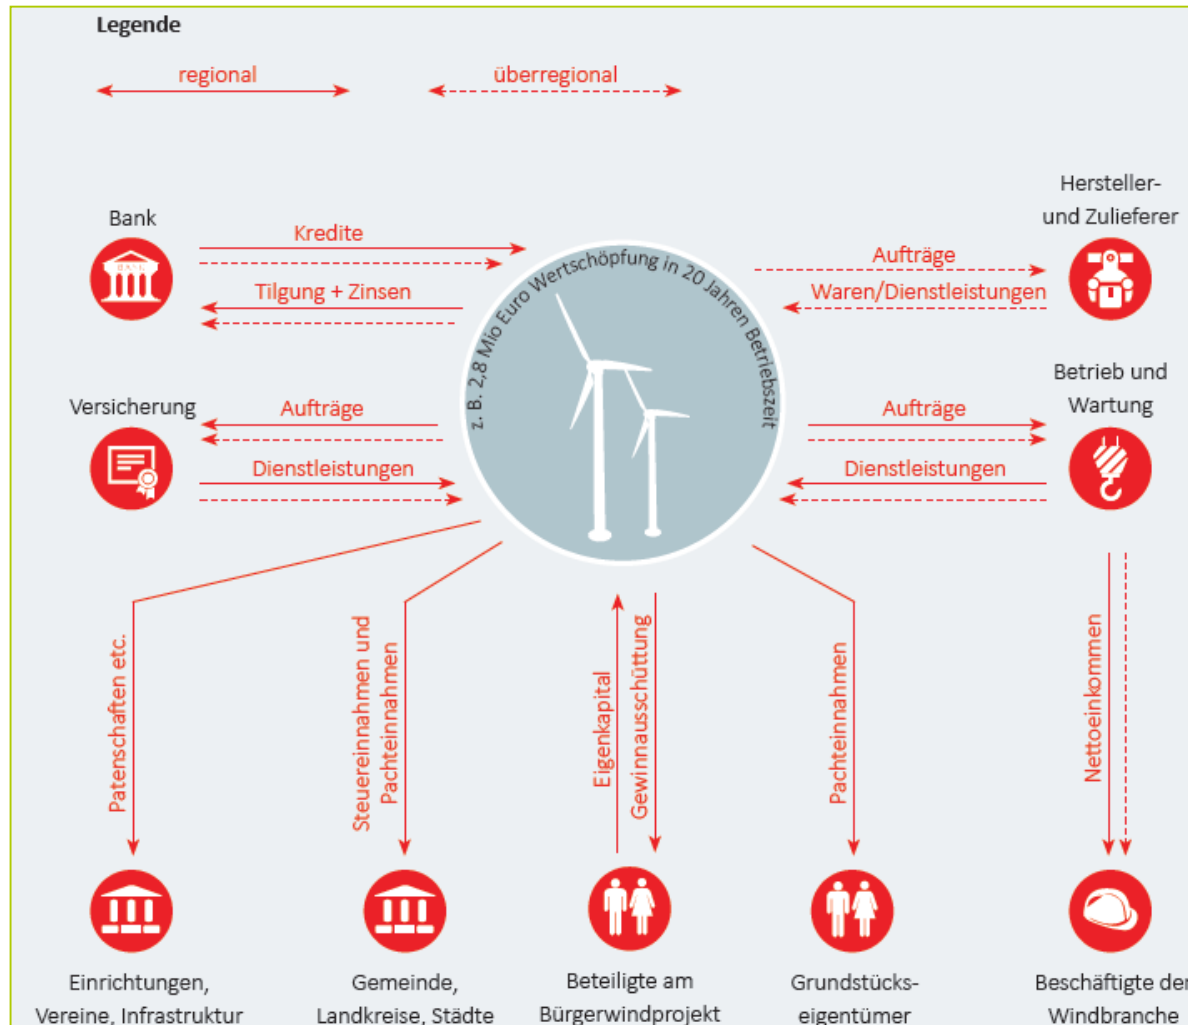 Legende
regional
überregional
Bank
Kredite
Tilgung + Zinsen
BANK
Hersteller-
und Zulieferer
Aufträge
Waren/Dienstleistungen
z. B. 2,8 Mio Euro Wertschöpfung in 20 Jahren Betriebszeit
Versicherung
Aufträge
Dienstleistungen
Betrieb und
Wartung
Aufträge
Dienstleistungen
Patenschaften etc.
Steuereinnahmen und
Pachteinnahmen
Eigenkapital
Gewinnausschüttung
Pachteinnahmen
Nettoeinkommen
Einrichtungen,
Vereine, Infrastruktur
Gemeinde,
Landkreise, Städte
Beteiligte am
Bürgerwindprojekt
Grundstücks-
eigentümer
Beschäftigte der
Windbranche